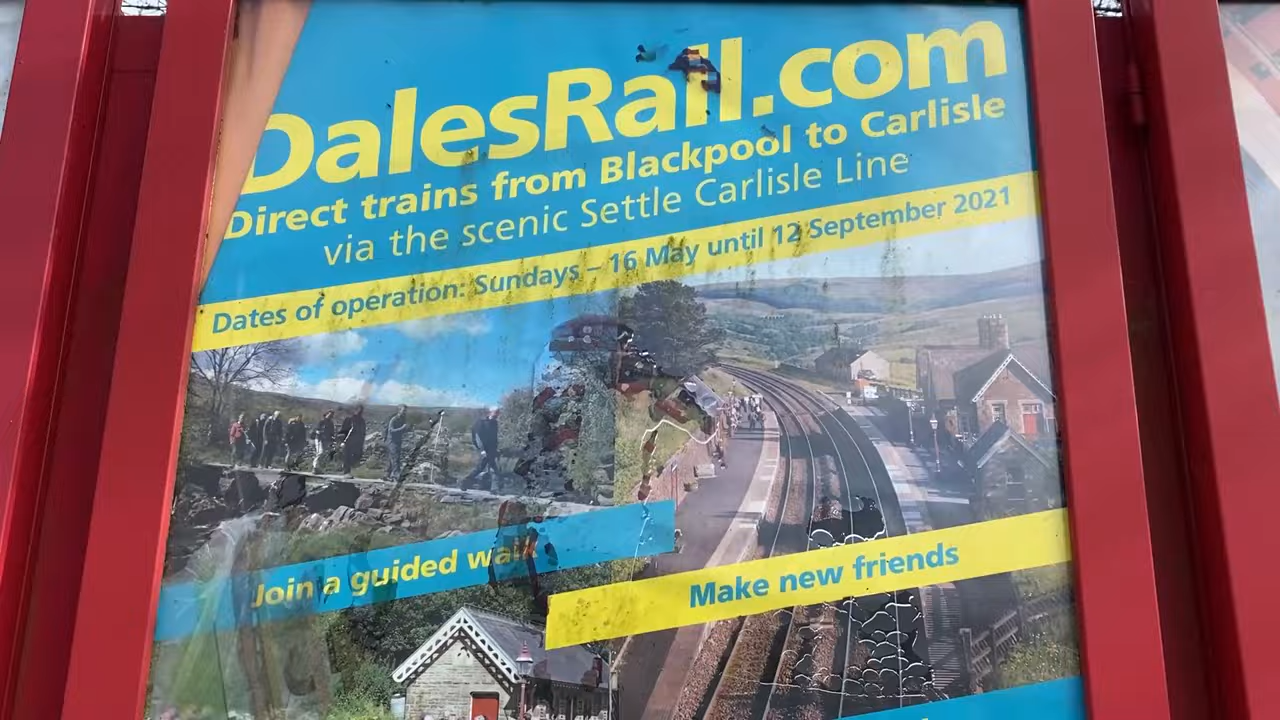 DalesRail.com
Direct trains from Blackpool to Carlisle
via the scenic Settle Carlisle Line
Dates of operation: Sundays – 16 May until 12 September 2021
Join a guided walk
Make new friends